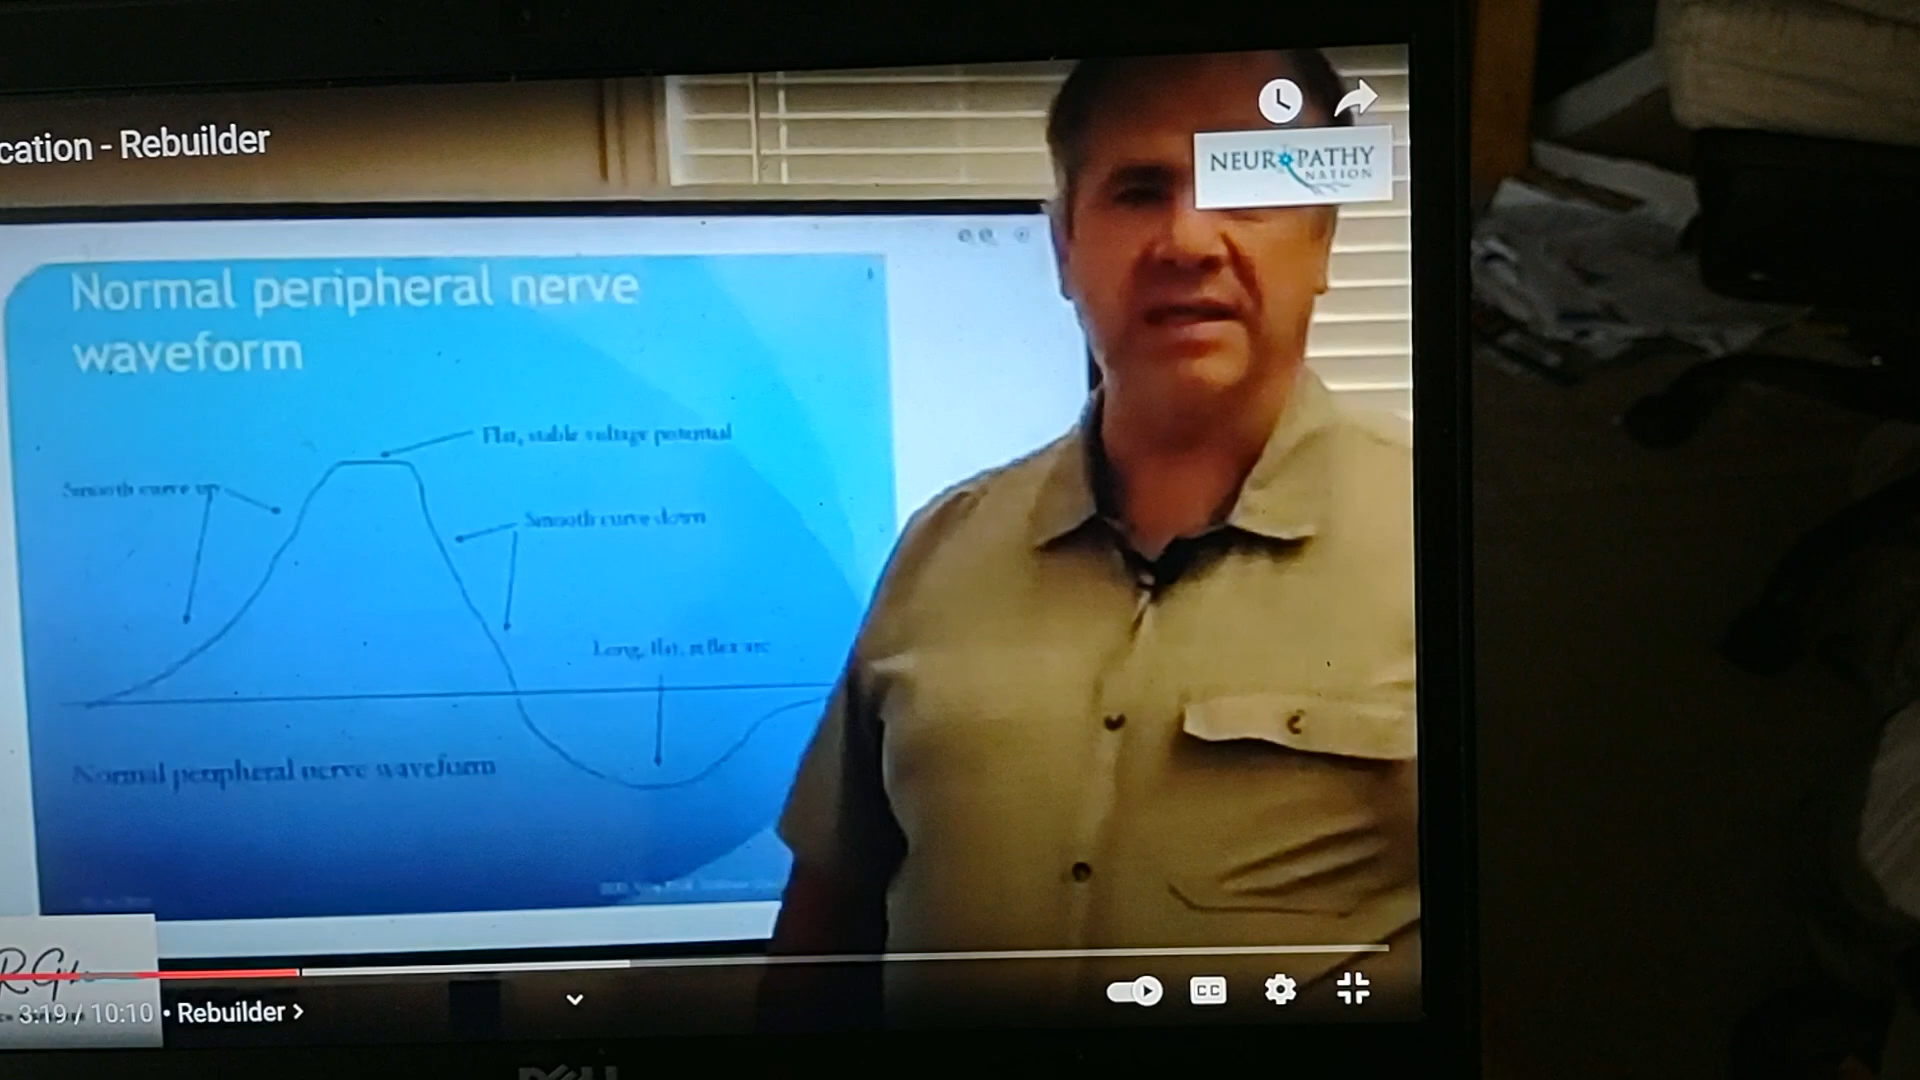 cation - Rebuilder
NEUROPATHY
NATION
Normal peripheral nerve
waveform
Flat, stable voltage potential
Smooth curve up
Smooth curve down
Long, flat, reflex arc
Normal peripheral nerve waveform
3:19 / 10:10 • Rebuilder >
CC
DELL